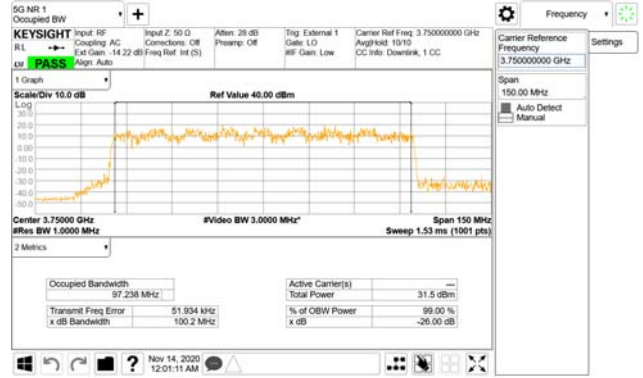 5G NR 1
Occupied BW
Frequency
KEYSIGHT
Input: RF
Input Z: 50 Ω
Atten: 28 dB
Trig: External 1
Carrier Ref Freq: 3.750000000 GHz
RL
Coupling: AC
Corrections: Off
Preamp: Off
Gate: LO
Avg|Hold: 10/10
Ext Gain: -14.22 dB
Freq Ref: Int (S)
#IF Gain: Low
CC Info: Downlink, 1 CC
PASS
Align: Auto
Carrier Reference
Frequency
3.750000000 GHz
Settings
Span
150.00 MHz
Auto Detect
Manual
1 Graph
Scale/Div 10.0 dB
Ref Value 40.00 dBm
Log
30.0
20.0
10.0
0.00
-10.0
-20.0
-30.0
-40.0
-50.0
Center 3.75000 GHz
#Video BW 3.0000 MHz*
Span 150 MHz
#Res BW 1.0000 MHz
Sweep 1.53 ms (1001 pts)
2 Metrics
Occupied Bandwidth
97.238 MHz
Active Carrier(s)
---
Total Power
31.5 dBm
Transmit Freq Error
51.934 kHz
% of OBW Power
99.00 %
x dB Bandwidth
100.2 MHz
x dB
-26.00 dB
Nov 14, 2020
12:01:11 AM